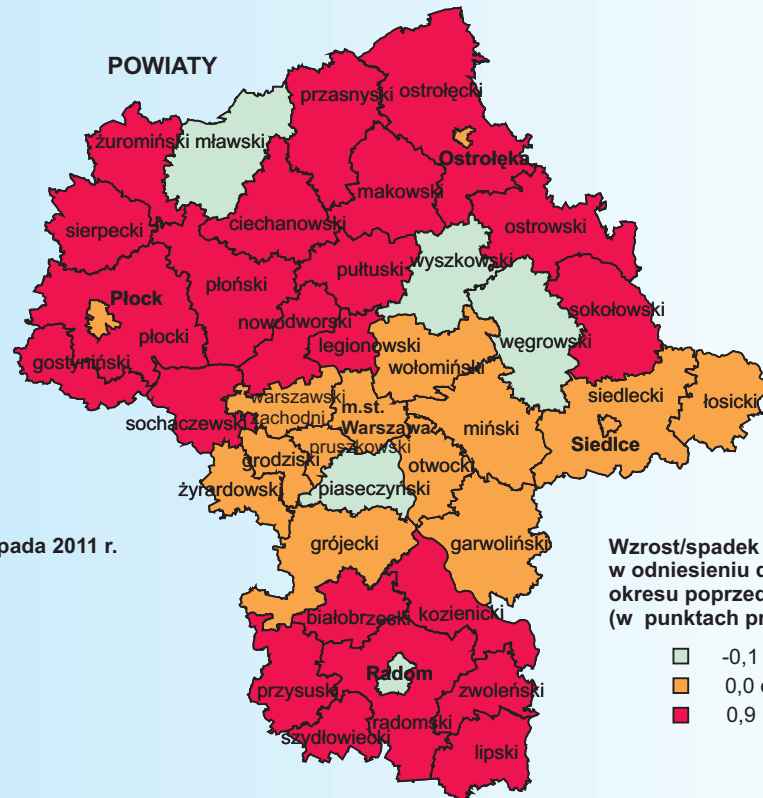 POWIATY
przasnyski
ostrołęcki
żuromiński
mławski
Ostrołęka
makowski
sierpecki
ciechanowski
ostrowski
wyszkowski
pułtuski
płoński
Płock
sokołowski
płocki
nowodworski
węgrowski
legionowski
gostyniński
wołomiński
siedlecki
warszawski
zachodni
m.st.
Warszawa
łosicki
sochaczewski
miński
Siedlce
pruszkowski
grodziski
otwocki
żyrardowski
piaseczyński
grójecki
garwoliński
pada 2011 r.
Wzrost/spadek
w odniesieniu
okresu
(w punktach
białobrzeski
kozienicki
-0,1
Radom
przysuski
zwoleński
0,0
0,9
radomski
szydłowiecki
lipski